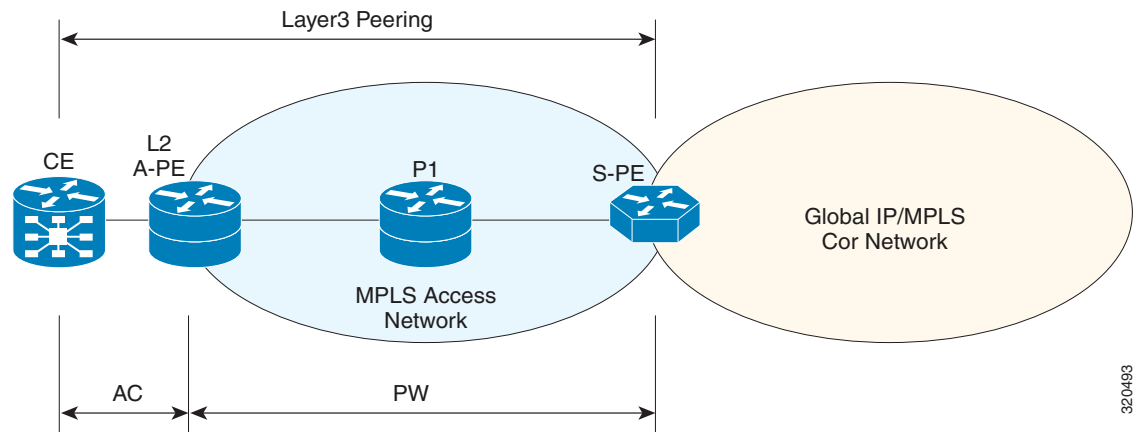 Layer3 Peering
CE
L2
A-PE
P1
S-PE
MPLS Access
Network
Global IP/MPLS
Cor Network
AC
PW
320493